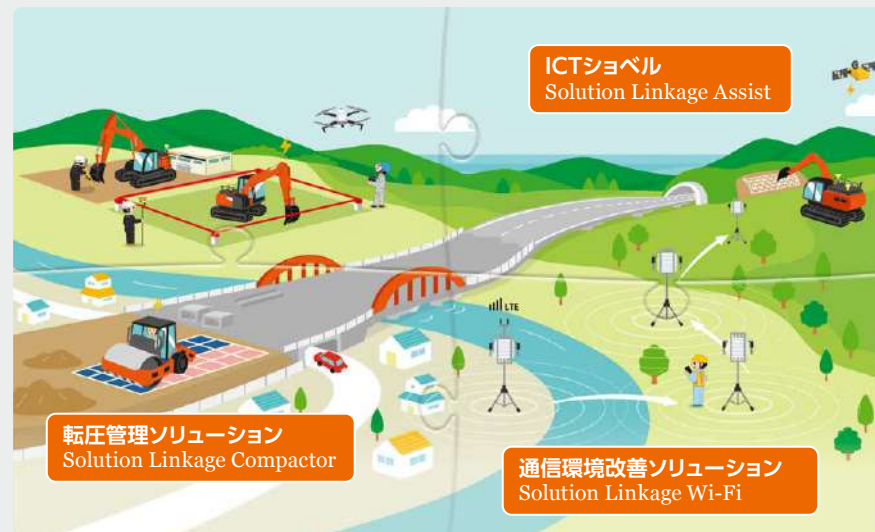 ICTショベル
Solution Linkage Assist
LTE
転圧管理ソリューション
Solution Linkage Compactor
通信環境改善ソリューション
Solution Linkage Wi-Fi